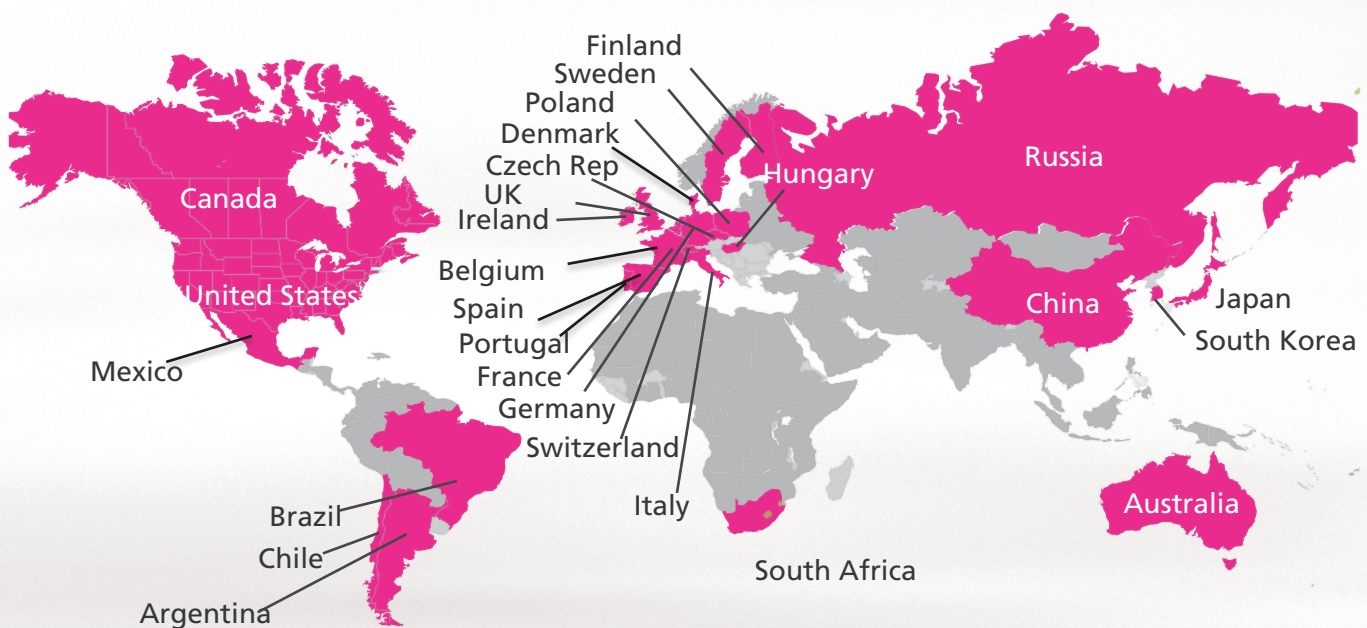 Finland
Sweden
Poland
Denmark
Czech Rep
Hungary
Russia
UK
Canada
Ireland
Belgium
United States
China
Japan
Spain
South Korea
Portugal
Mexico
France
Germany
Switzerland
Italy
Australia
Brazil
Chile
South Africa
Argentina